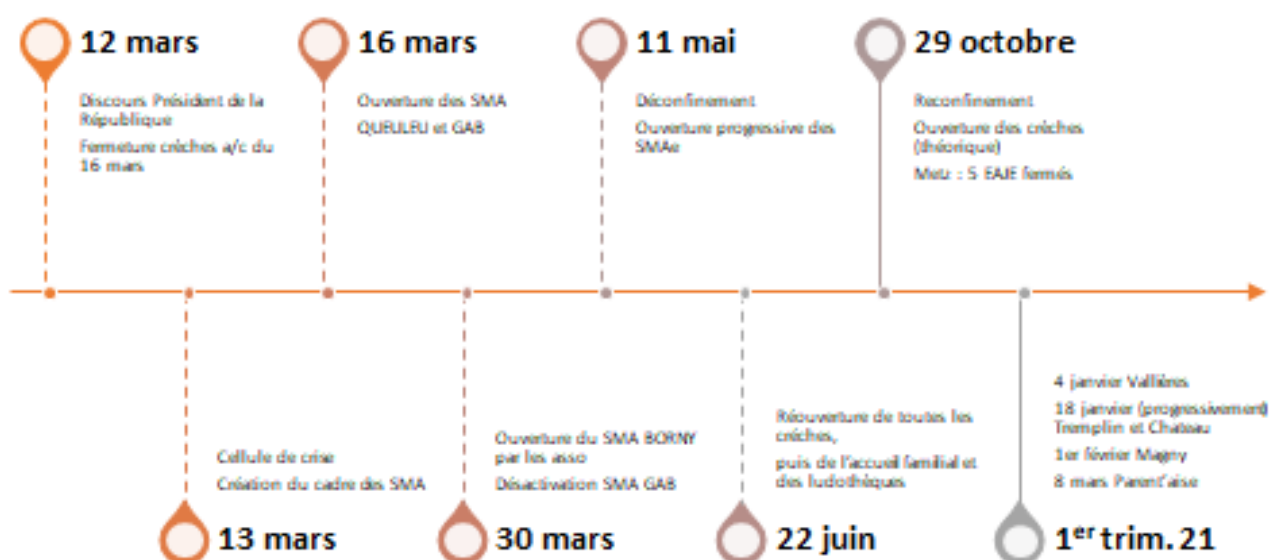 12 mars
Discours Président de la
République
Fermeture crèches a/c du
16 mars
16 mars
Ouverture des SMA
QUEULEU et GAB
11 mai
Déconfinement
Ouverture progressive des
SMAe
29 octobre
Reconfinement
Ouverture des crèches
(théorique)
Metz : 5 EAJE fermés
Cellule de crise
Création du cadre des SMA
13 mars
Ouverture du SMA BORNY
par les asso
Désactivation SMA GAB
30 mars
Réouverture de toutes les
crèches,
puis de l'accueil familial et
des ludothèques
22 juin
4 janvier Vallières
18 janvier (progressivement)
Tremplin et Chateau
1er février Magny
8 mars Parent'aise
1er trim. 21